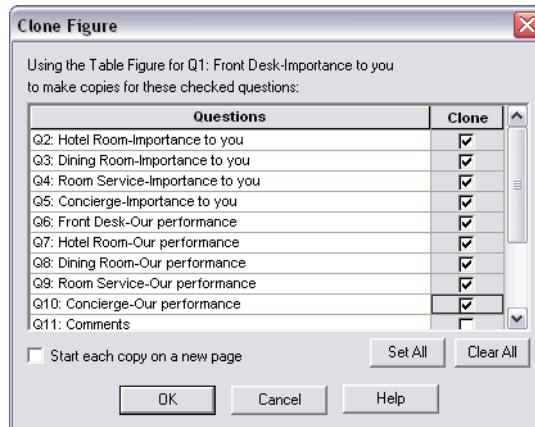 Clone Figure
Using the Table Figure for Q1: Front Desk-Importance to you
to make copies for these checked questions:
Questions Clone
Q2: Hotel Room-Importance to you
Q3: Dining Room-Importance to you
Q4: Room Service-Importance to you
Q5: Concierge-Importance to you
Q6: Front Desk-Our performance
Q7: Hotel Room-Our performance
Q8: Dining Room-Our performance
Q9: Room Service-Our performance
Q10: Concierge-Our performance
Q11: Comments
Start each copy on a new page Set All Clear All
OK Cancel Help